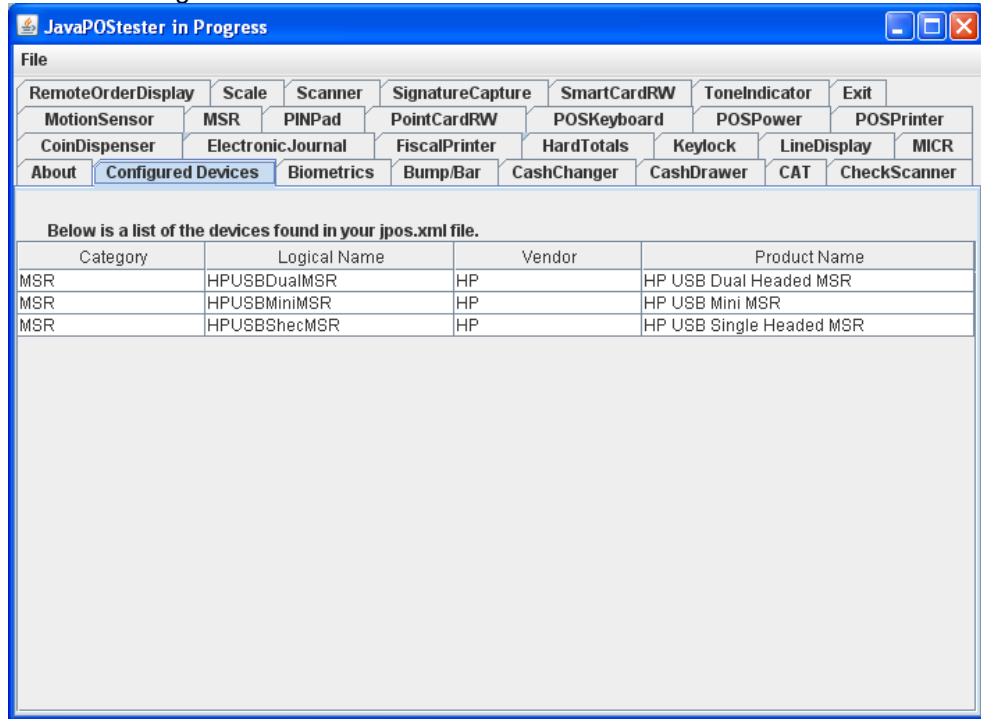 JavaPOStester in Progress
File
RemoteOrderDisplay Scale Scanner SignatureCapture SmartCardRW ToneIndicator Exit
MotionSensor MSR PINPad PointCardRW POSKeyboard POSPower POSPrinter
CoinDispenser ElectronicJournal FiscalPrinter HardTotals Keylock LineDisplay MICR
About Configured Devices Biometrics Bump/Bar CashChanger CashDrawer CAT CheckScanner
Below is a list of the devices found in your jpos.xml file.
Category Logical Name Vendor Product Name
MSR HPUSBDualMSR HP HP USB Dual Headed MSR
MSR HPUSBMiniMSR HP HP USB Mini MSR
MSR HPUSBShecMSR HP HP USB Single Headed MSR